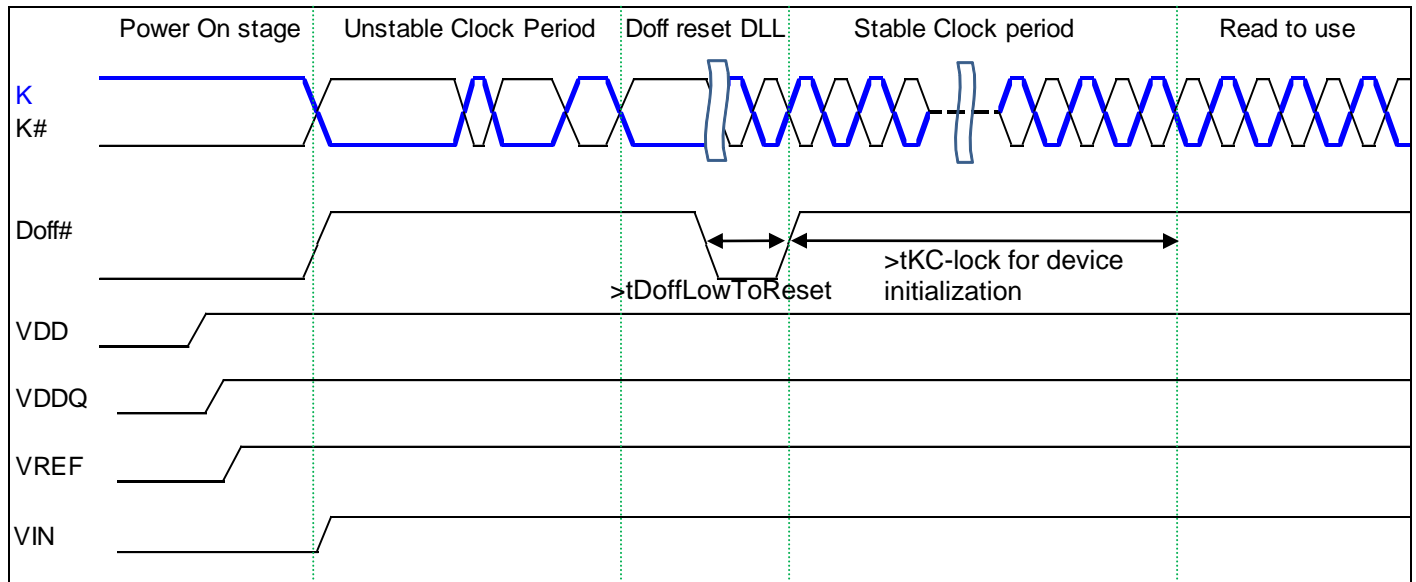 Power On stage
Unstable Clock Period
Doff reset DLL
Stable Clock period
Read to use
K
K#
Doff#
>tDoffLowToReset
>tKC-lock for device
initialization
VDD
VDDQ
VREF
VIN